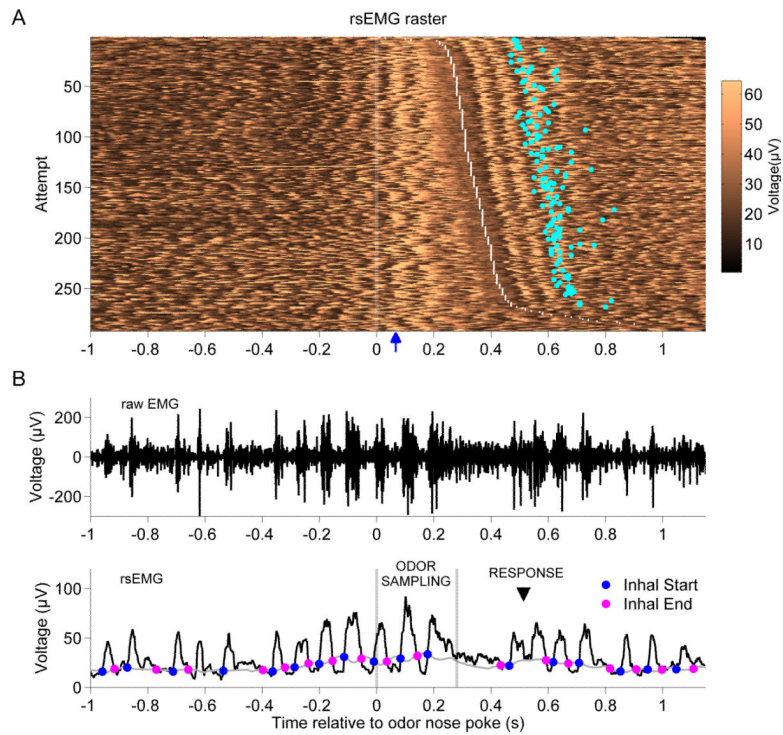 A
rsEMG raster
50
100
150
200
250
Attempt
-1 -0.8 -0.6 -0.4 -0.2 0 0.2 0.4 0.6 0.8 1
60
50
40
30
20
10
Voltage(µV)
B
raw EMG
200
0
-200
Voltage (µV)
-1 -0.8 -0.6 -0.4 -0.2 0 0.2 0.4 0.6 0.8 1
rsEMG
ODOR
SAMPLING
RESPONSE
Inhal Start
Inhal End
100
50
0
Voltage (µV)
-1 -0.8 -0.6 -0.4 -0.2 0 0.2 0.4 0.6 0.8 1
Time relative to odor nose poke (s)